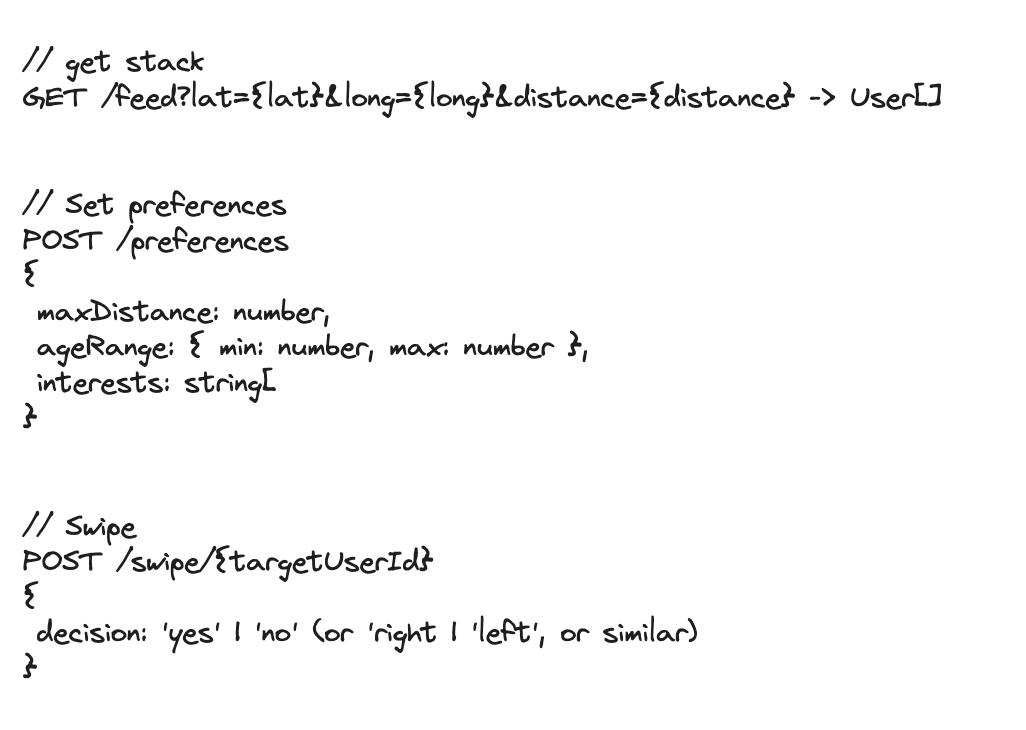 // get stack
GET /feed?lat={lat}&long={long}&distance={distance} -> User[]
// Set preferences
POST /preferences
{
maxDistance: number,
ageRange: { min: number, max: number },
interests: string[
}
// Swipe
POST /swipe/{targetUserId}
{
decision: 'yes' | 'no' (or 'right | 'left', or similar)
}